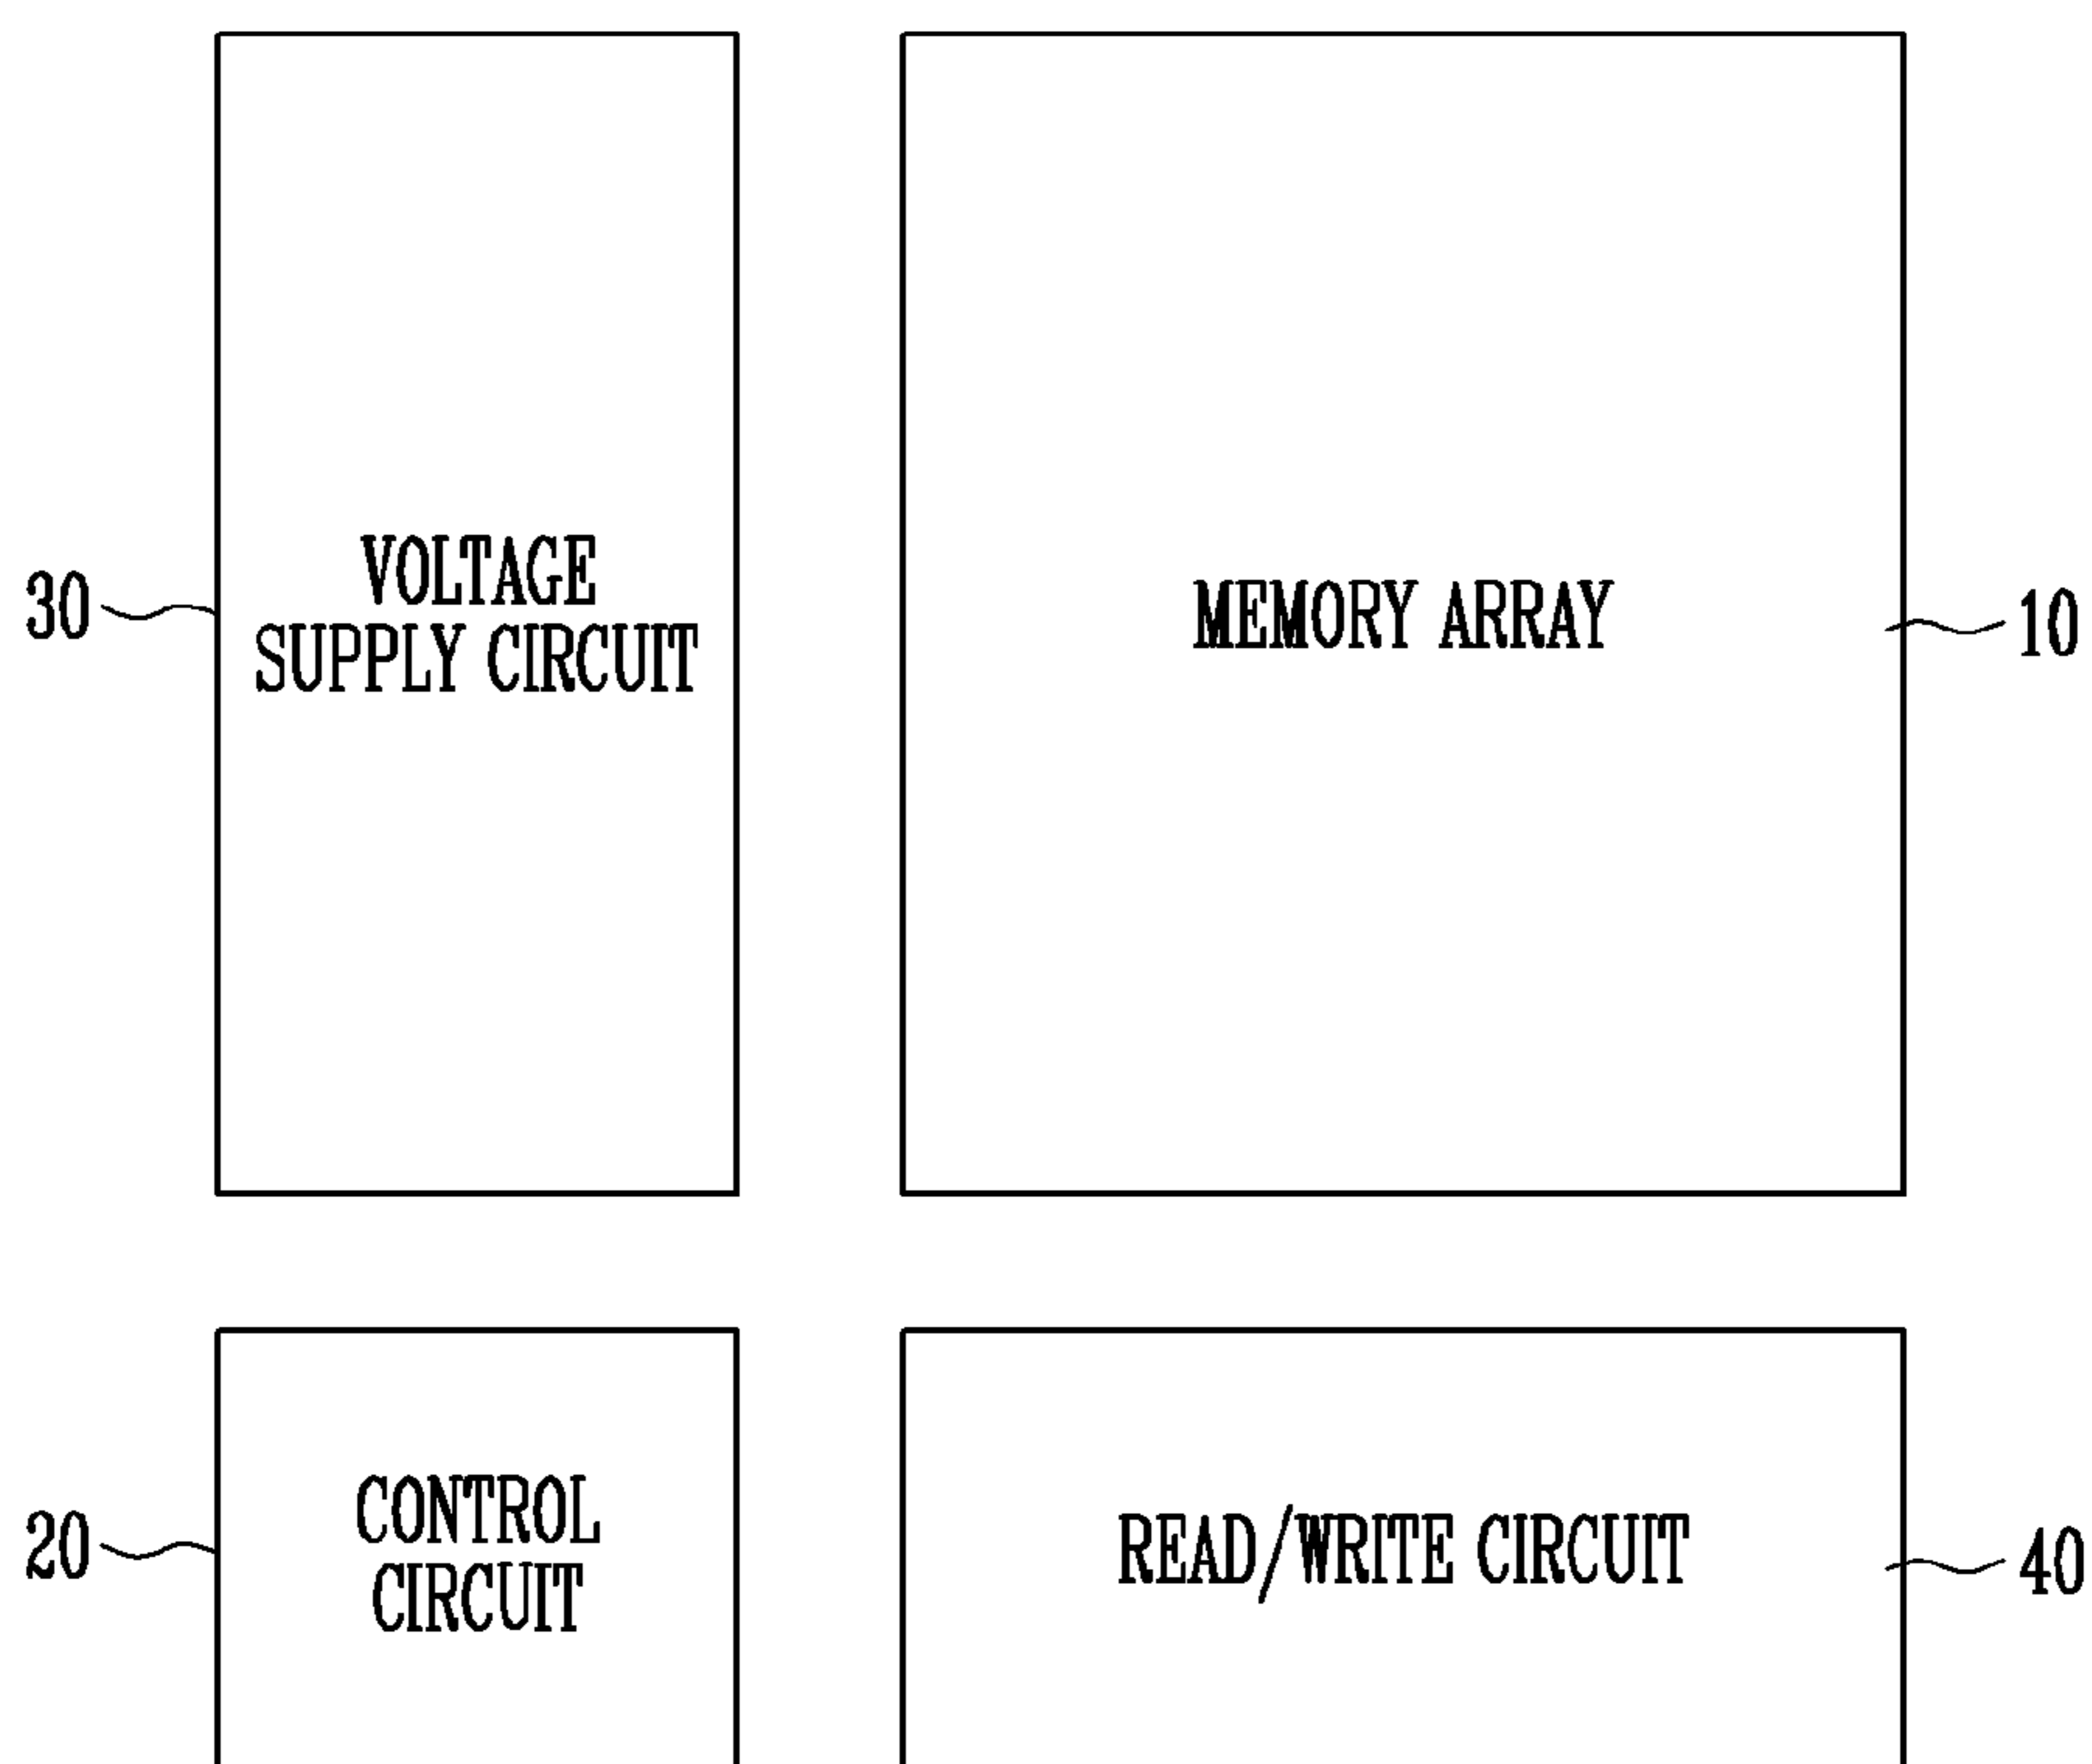 VOLTAGE
SUPPLY CIRCUIT
30
MEMORY ARRAY
10
CONTROL
CIRCUIT
20
READ/WRITE CIRCUIT
40